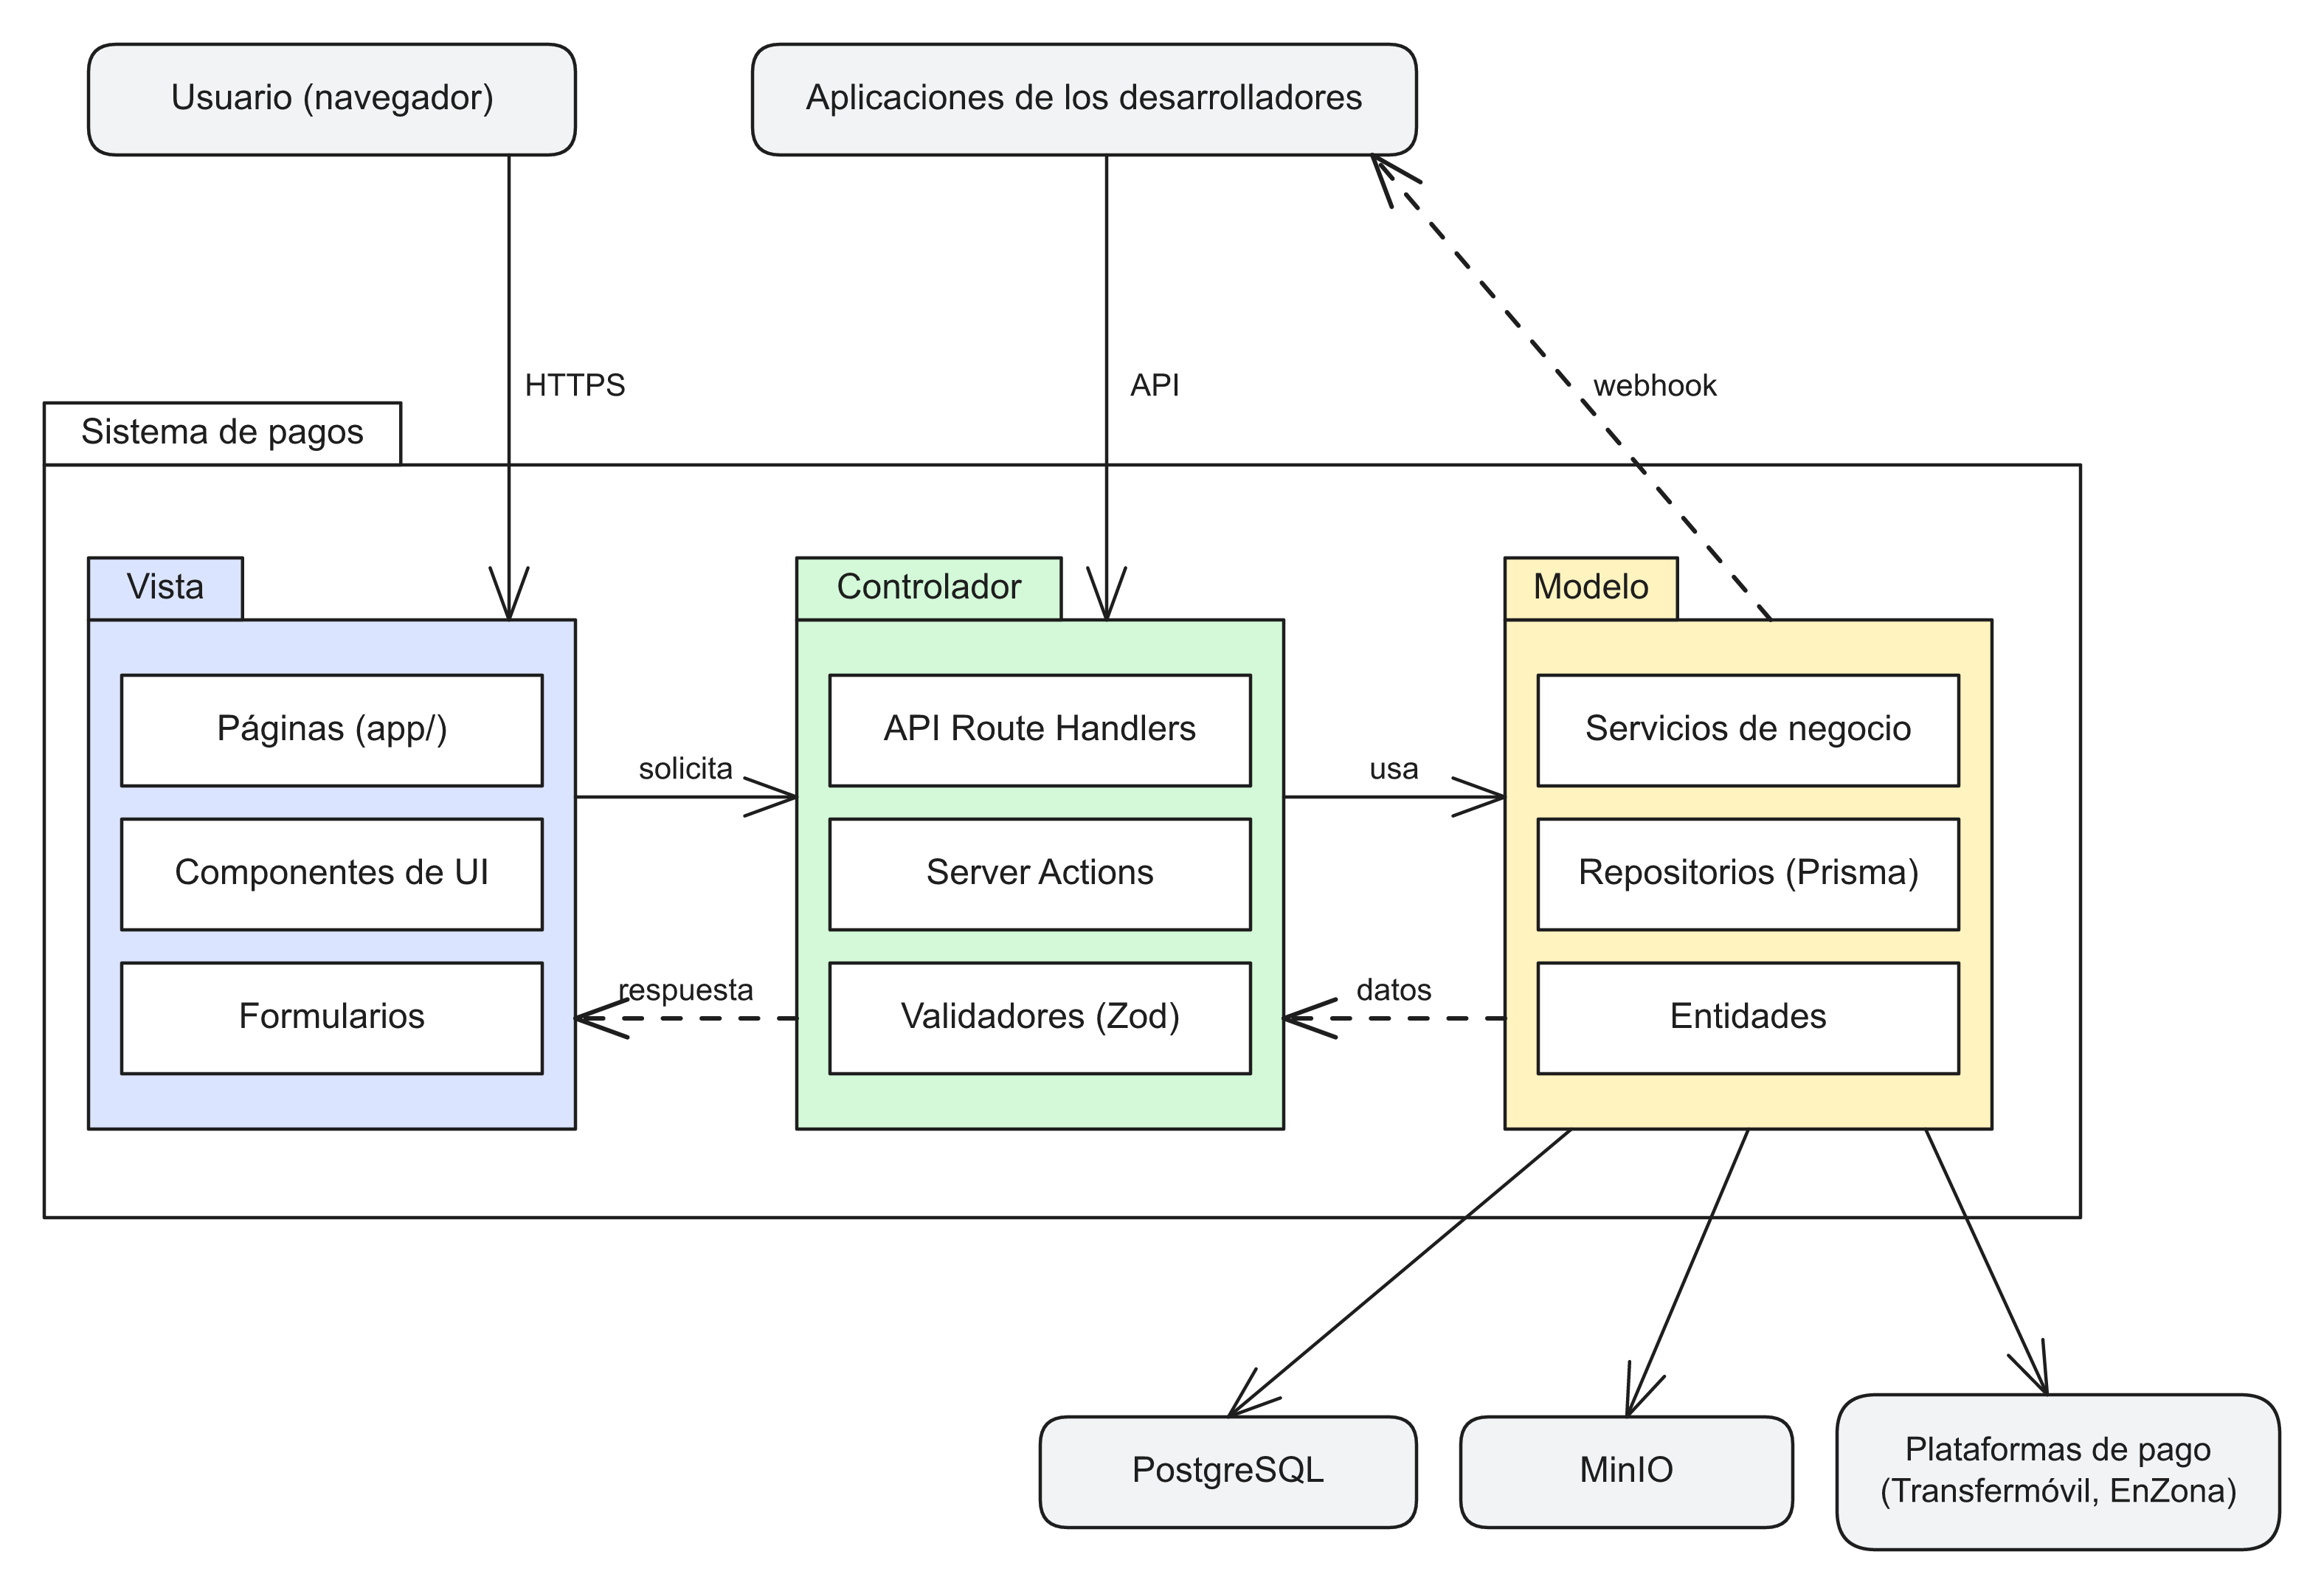 Usuario (navegador)
Aplicaciones de los desarrolladores
HTTPS
API
webhook
Sistema de pagos
Vista
Controlador
Modelo
Páginas (app/)
API Route Handlers
Servicios de negocio
solicita
usa
Componentes de UI
Server Actions
Repositorios (Prisma)
respuesta
datos
Formularios
Validadores (Zod)
Entidades
PostgreSQL
MinIO
Plataformas de pago
(Transfermóvil, EnZona)